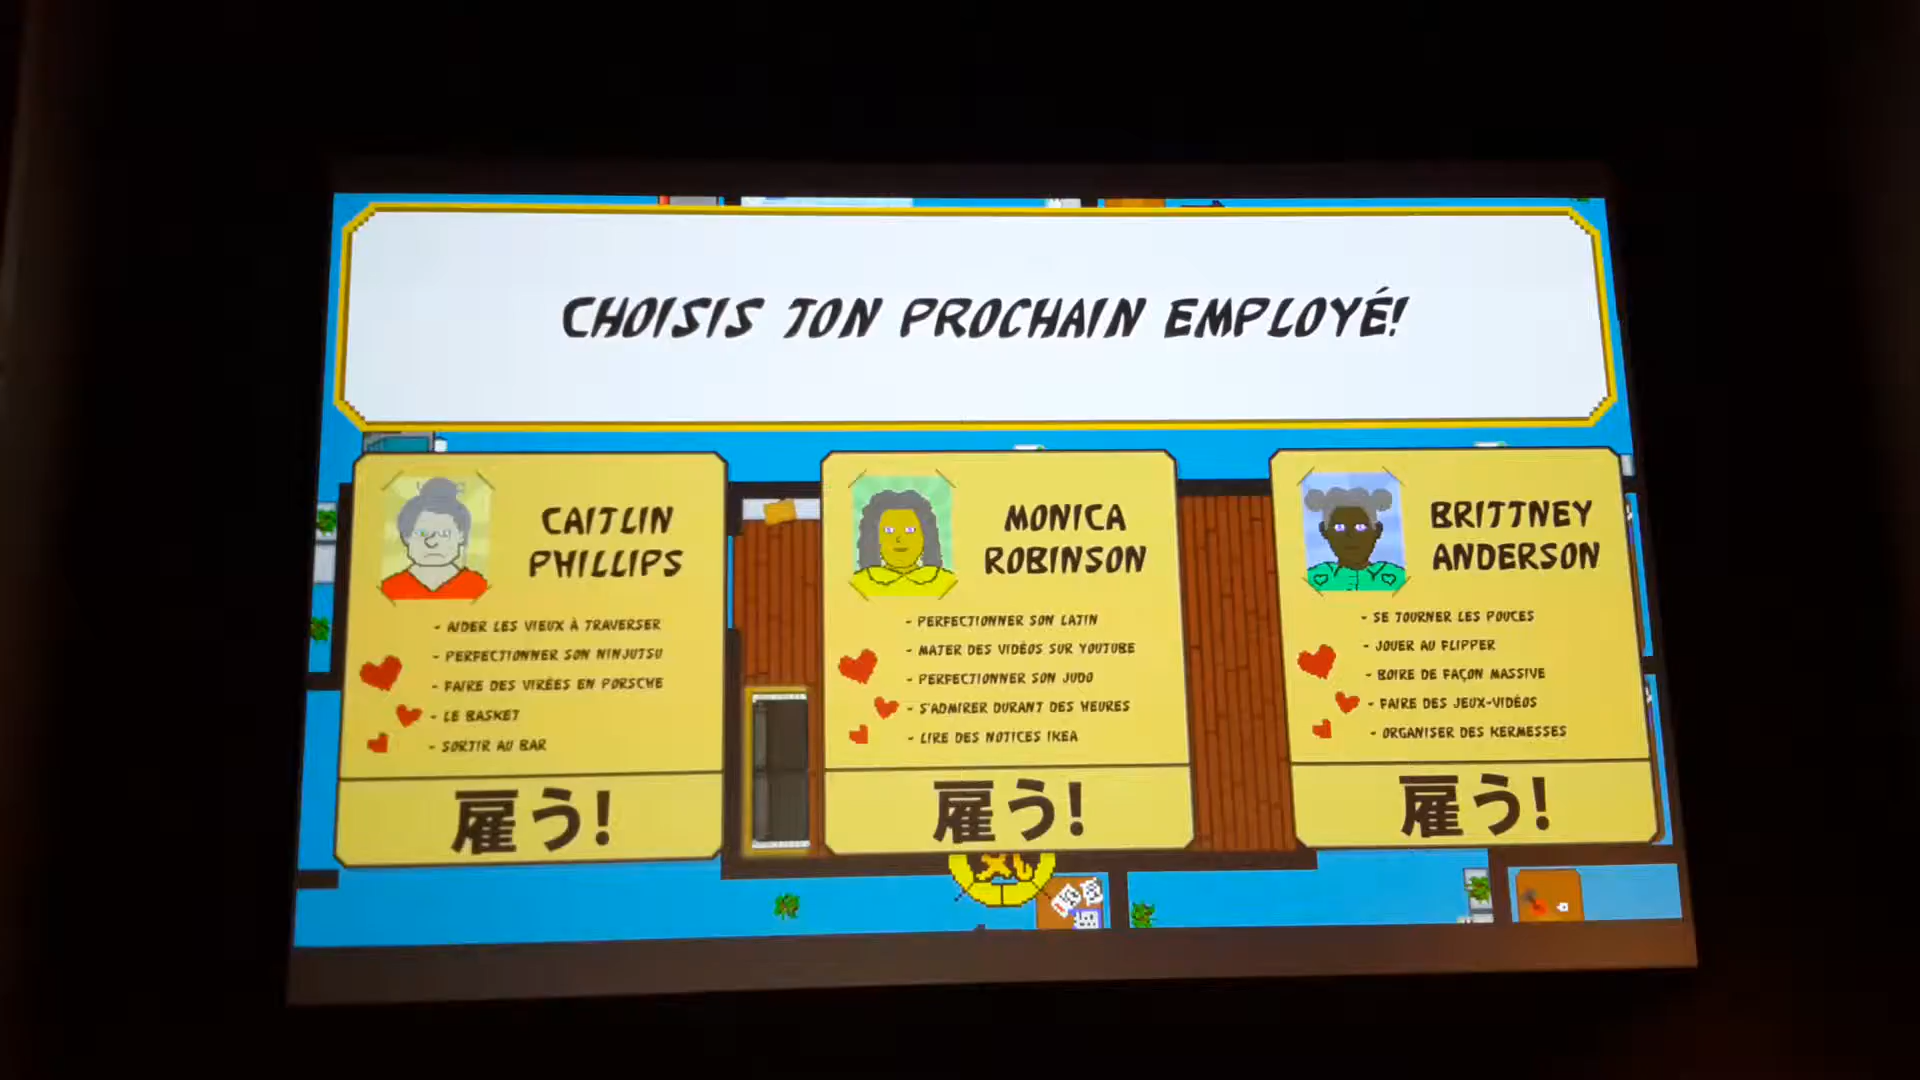 CHOISIS TON PROCHAIN EMPLOYÉ!
CAITLIN
PHILLIPS
- AIDER LES VIEUX À TRAVERSER
- PERFECTIONNER SON NINJUTSU
- FAIRE DES VIRÉES EN PORSCHE
- LE BASKET
- SORTIR AU BAR
雇う!
MONICA
ROBINSON
- PERFECTIONNER SON LATIN
- MATER DES VIDÉOS SUR YOUTUBE
- PERFECTIONNER SON JUDO
- S'ADMIRER DURANT DES HEURES
- LIRE DES NOTICES IKEA
雇う!
BRITTNEY
ANDERSON
- SE TOURNER LES POUCES
- JOUER AU FLIPPER
- BOIRE DE FAÇON MASSIVE
- FAIRE DES JEUX-VIDÉOS
- ORGANISER DES KERMESSES
雇う!